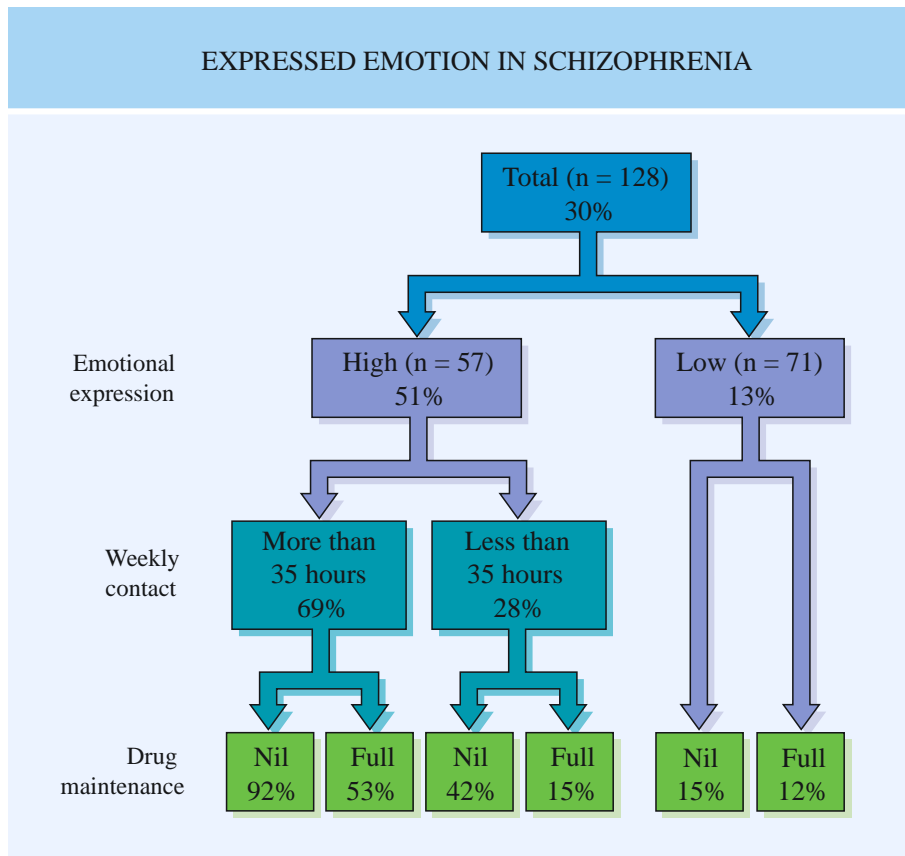 EXPRESSED EMOTION IN SCHIZOPHRENIA
Total (n = 128)
30%
Emotional
expression
High (n = 57)
51%
Low (n = 71)
13%
Weekly
contact
More than
35 hours
69%
Less than
35 hours
28%
Drug
maintenance
Nil
92%
Full
53%
Nil
42%
Full
15%
Nil
15%
Full
12%